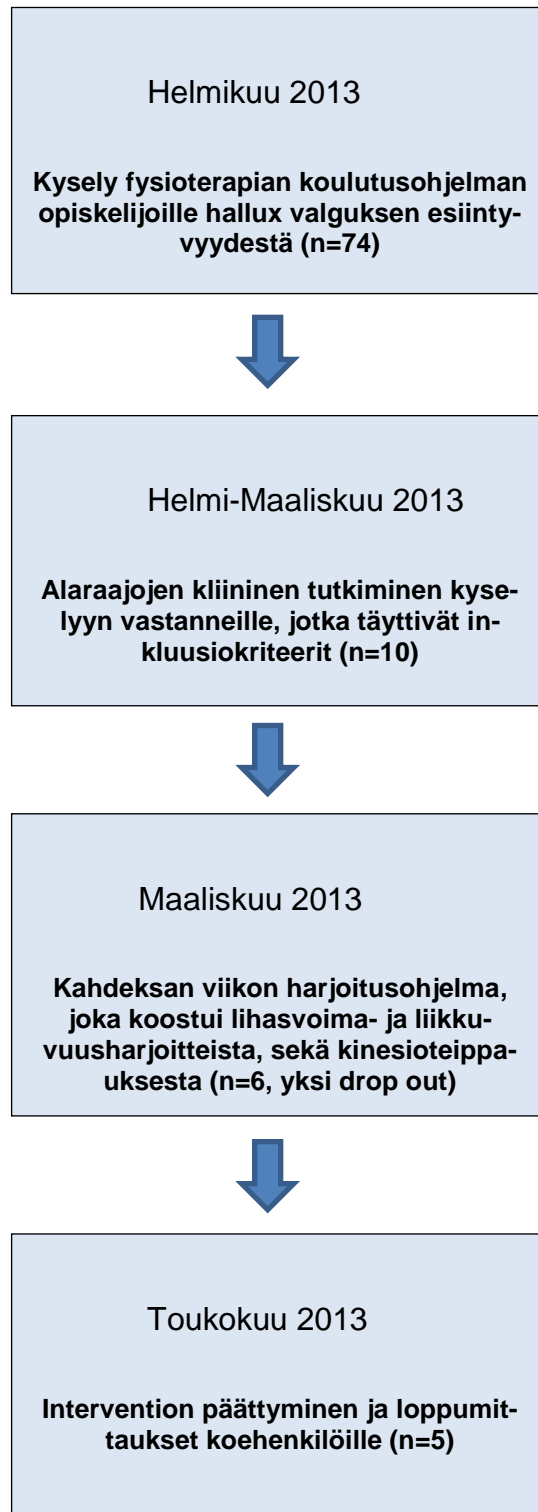 Helmikuu 2013
Kysely fysioterapian koulutusohjelman
opiskelijoille hallux valguksen esiinty-
vyydestä (n=74)
Helmi-Maaliskuu 2013
Alaraajojen kliininen tutkiminen kyse-
lyyn vastanneille, jotka täyttivät in-
kluusiokriteerit (n=10)
Maaliskuu 2013
Kahdeksan viikon harjoitusohjelma,
joka koostui lihasvoima- ja liikku-
vuusharjoitteista, sekä kinesioteippa-
uksesta (n=6, yksi drop out)
Toukokuu 2013
Intervention päättyminen ja loppumit-
taukset koehenkilöille (n=5)